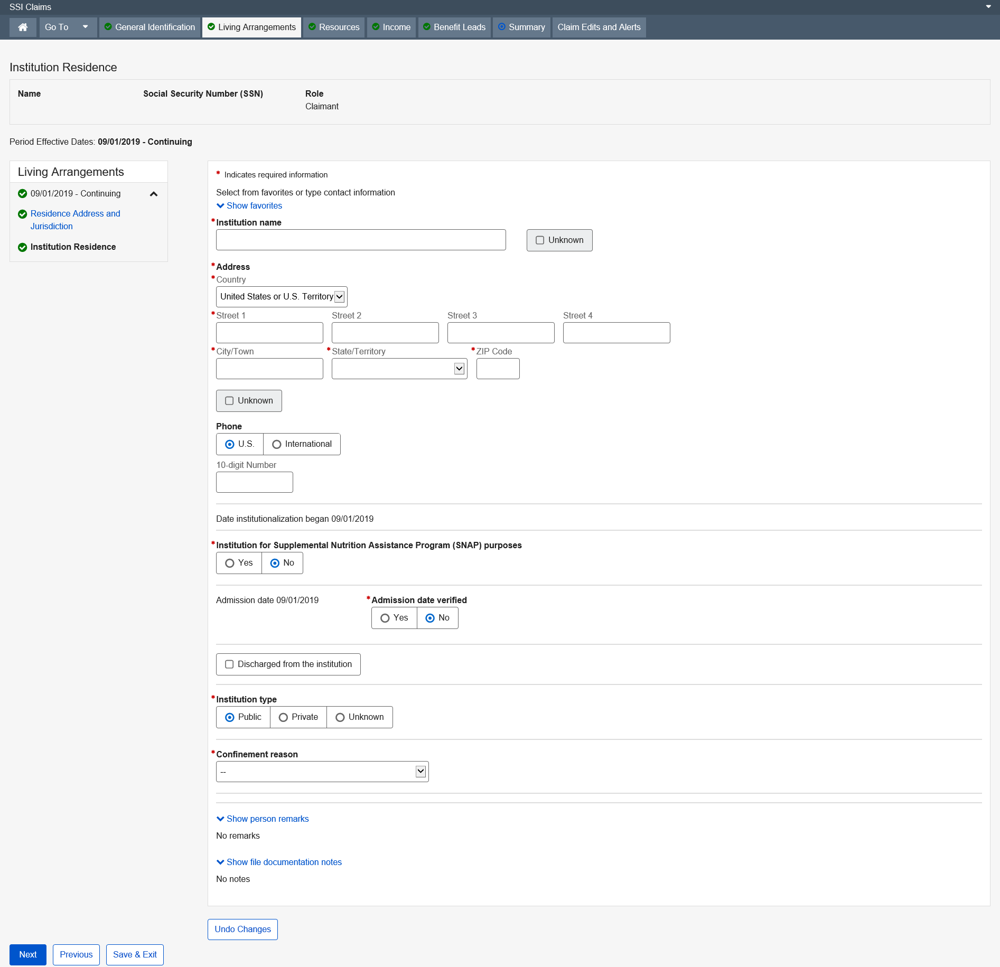 SSI Claims
Go To General Identification Living Arrangements Resources Income Benefit Leads Summary Claim Edits and Alerts
Institution Residence
Name Social Security Number (SSN) Role
Claimant
Period Effective Dates: 09/01/2019 - Continuing
Living Arrangements
09/01/2019 - Continuing
Residence Address and
Jurisdiction
Institution Residence
* Indicates required information
Select from favorites or type contact information
Show favorites
*Institution name
Unknown
*Address
*Country
United States or U.S. Territory
*Street 1 Street 2 Street 3 Street 4
*City/Town *State/Territory *ZIP Code
Unknown
Phone
U.S. International
10-digit Number
Date institutionalization began 09/01/2019
*Institution for Supplemental Nutrition Assistance Program (SNAP) purposes
Yes No
Admission date 09/01/2019 *Admission date verified
Yes No
Discharged from the institution
*Institution type
Public Private Unknown
*Confinement reason
--
Show person remarks
No remarks
Show file documentation notes
No notes
Undo Changes
Next Previous Save & Exit